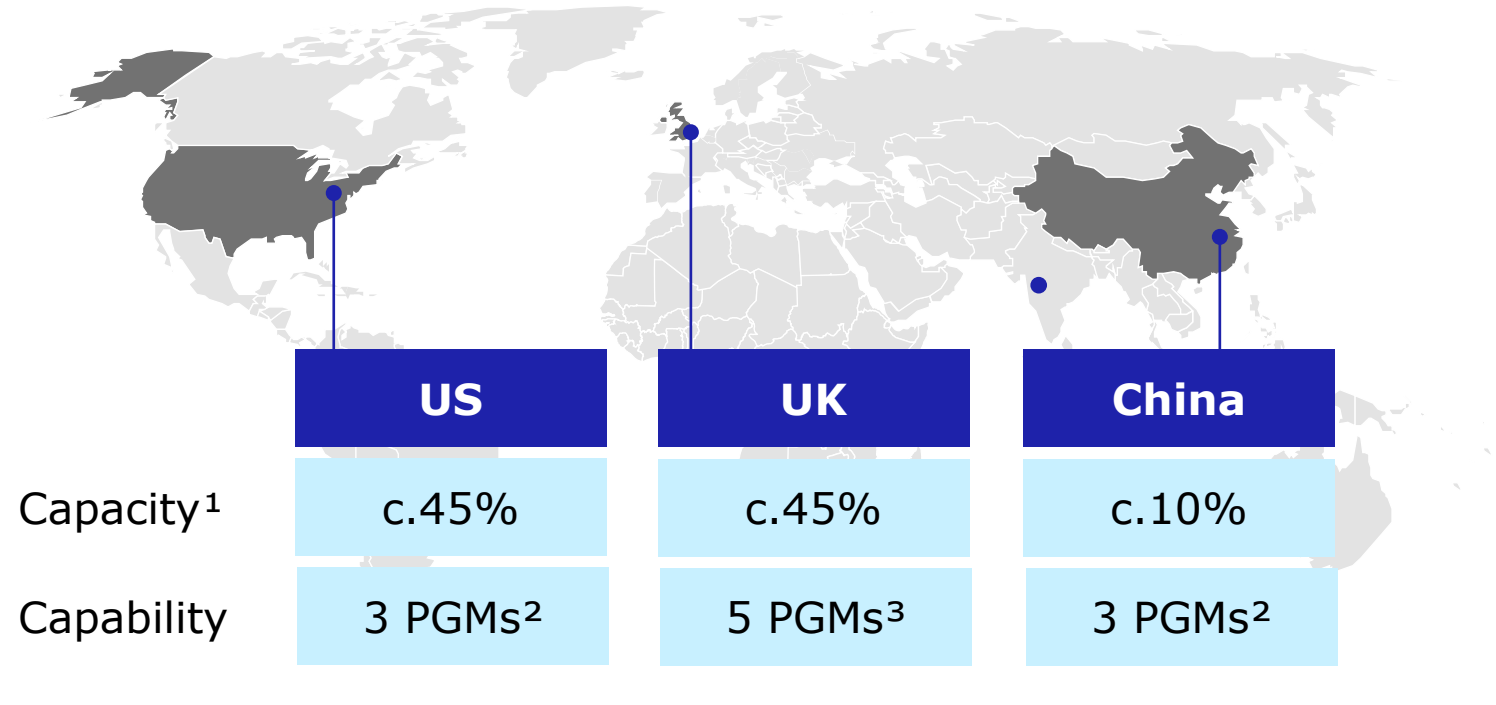 US UK China
Capacity¹ c.45% c.45% c.10%
Capability 3 PGMs² 5 PGMs³ 3 PGMs²